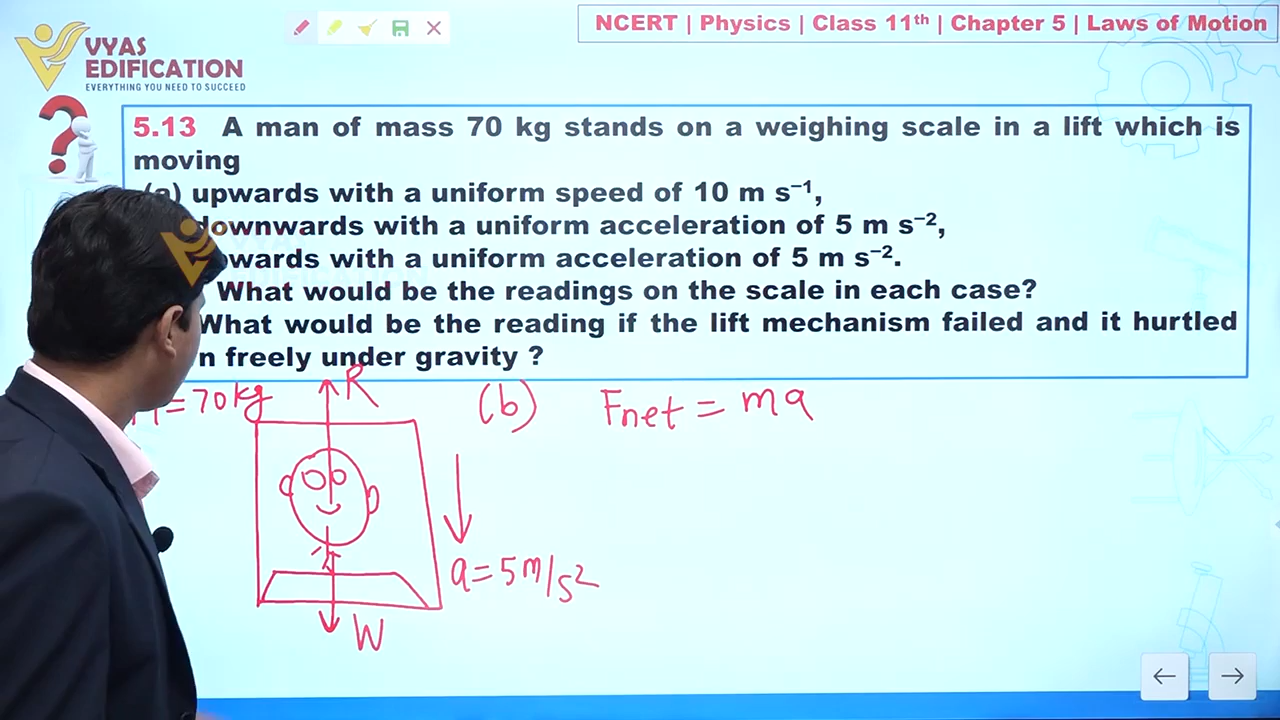 NCERT | Physics | Class 11th | Chapter 5 | Laws of Motion
VYAS
EDIFICATION
EVERYTHING YOU NEED TO SUCCEED
5.13 A man of mass 70 kg stands on a weighing scale in a lift which is
moving
(a) upwards with a uniform speed of 10 m s⁻¹,
downwards with a uniform acceleration of 5 m s⁻²,
with a uniform acceleration of 5 m s⁻².
What would be the readings on the scale in each case?
What would be the reading if the lift mechanism failed and it hurtled
freely under gravity ?
= 70 kg
R
(b) Fnet = ma
a = 5 m/s²
W